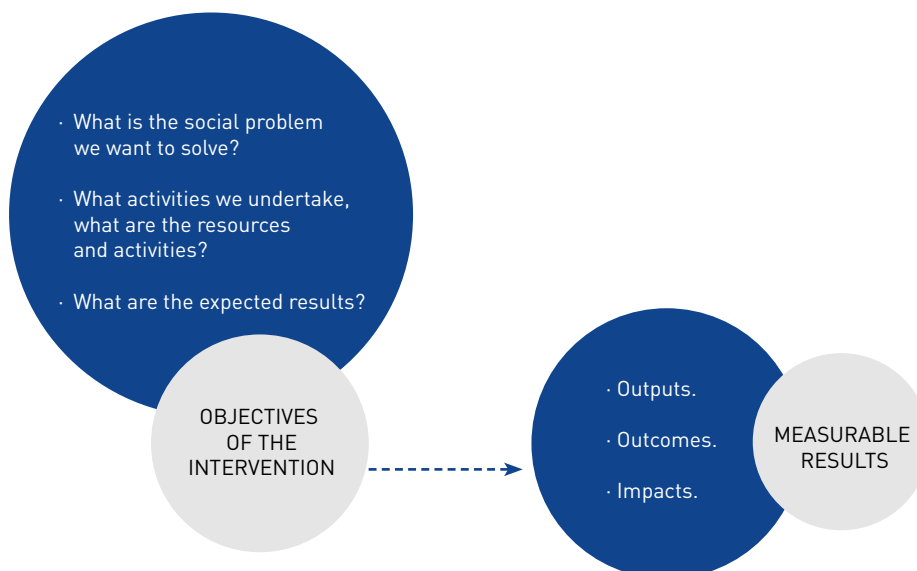 · What is the social problem
we want to solve?
· What activities we undertake,
what are the resources
and activities?
· What are the expected results?
OBJECTIVES
OF THE
INTERVENTION
· Outputs.
· Outcomes.
· Impacts.
MEASURABLE
RESULTS